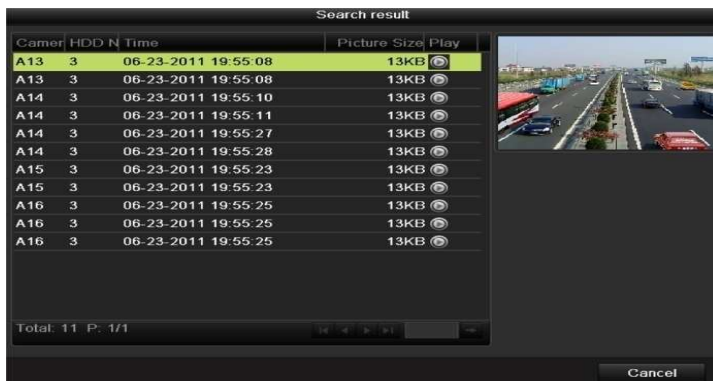 Search result
Camer HDD N Time Picture Size Play
A13 3 06-23-2011 19:55:08 13KB
A13 3 06-23-2011 19:55:08 13KB
A14 3 06-23-2011 19:55:10 13KB
A14 3 06-23-2011 19:55:11 13KB
A14 3 06-23-2011 19:55:27 13KB
A14 3 06-23-2011 19:55:28 13KB
A15 3 06-23-2011 19:55:23 13KB
A15 3 06-23-2011 19:55:23 13KB
A16 3 06-23-2011 19:55:25 13KB
A16 3 06-23-2011 19:55:25 13KB
A16 3 06-23-2011 19:55:25 13KB
Total: 11 P: 1/1
Cancel